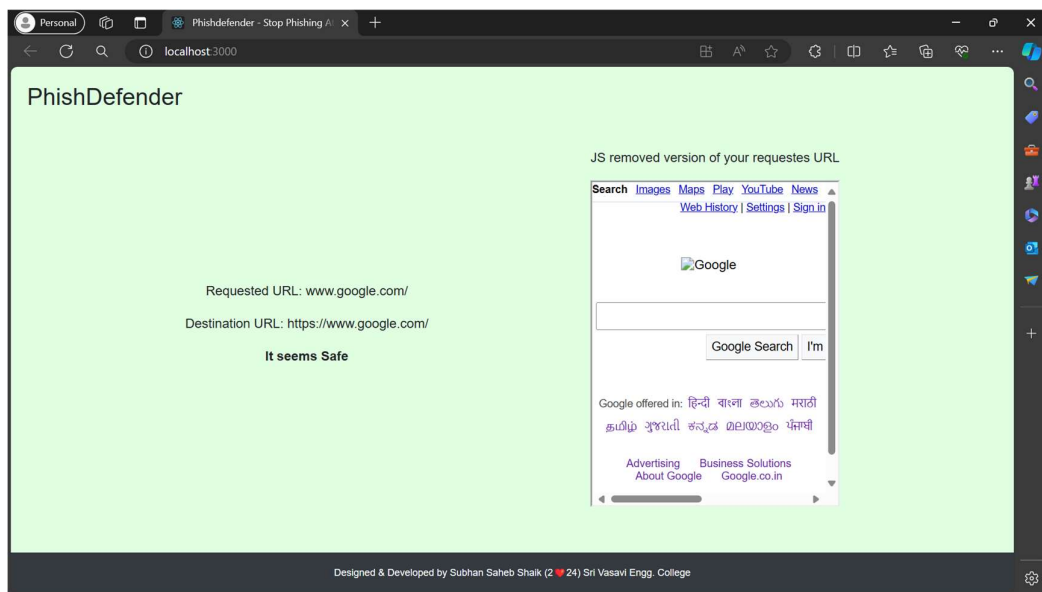 Personal
Phishdefender - Stop Phishing A
localhost:3000
PhishDefender
JS removed version of your requestes URL
Search Images Maps Play YouTube News
Web History | Settings | Sign in
Google
Requested URL: www.google.com/
Destination URL: https://www.google.com/
It seems Safe
Google Search I'm
Google offered in: हिन्दी বাংলা తెలుగు मराठी
தமிழ் ગુજરાતી ಕನ್ನಡ മലയാളം ਪੰਜਾਬੀ
Advertising Business Solutions
About Google Google.co.in
Designed & Developed by Subhan Saheb Shaik (2❤️24) Sri Vasavi Engg. College